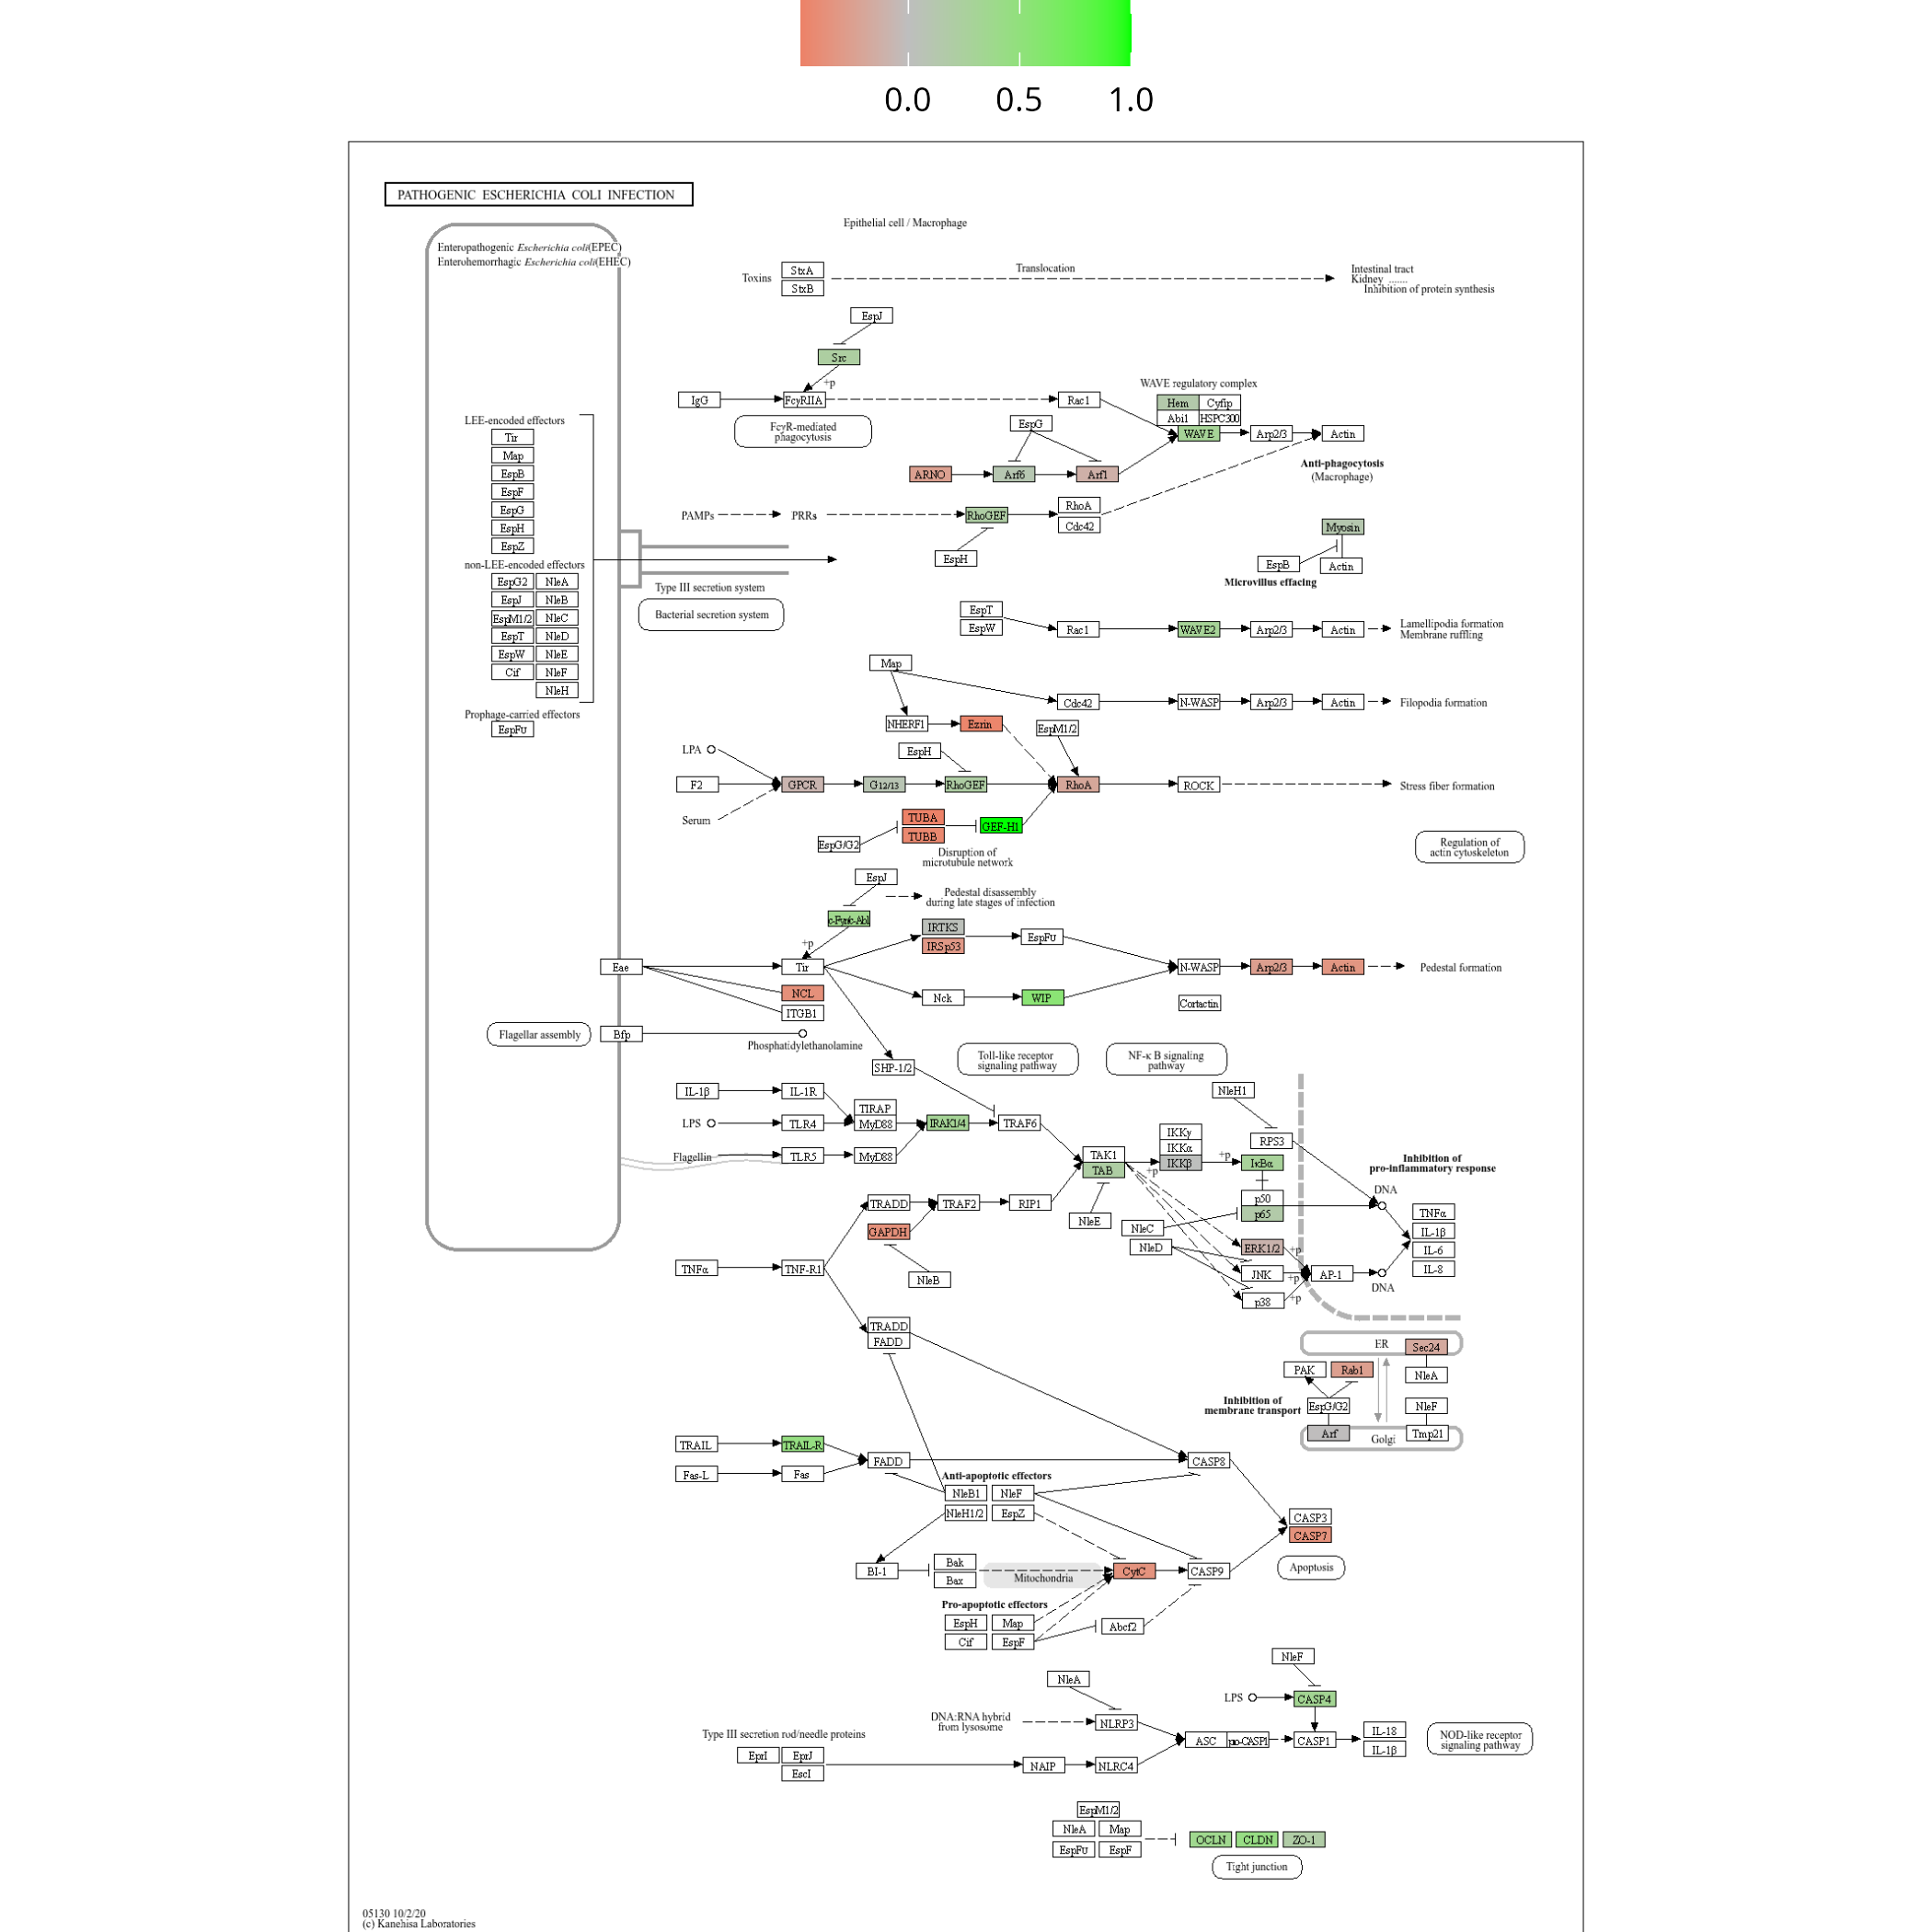 0.0 0.5 1.0
PATHOGENIC ESCHERICHIA COLI INFECTION
Epithelial cell / Macrophage
Enteropathogenic Escherichia coli(EPEC)
Enterohemorrhagic Escherichia coli(EHEC)
Toxins
StxA
StxB
Translocation
Intestinal tract
Kidney .......
Inhibition of protein synthesis
EspJ
Src
+p
IgG
FcγRIIA
Rac1
WAVE regulatory complex
Hem
Cyfip
Abi1
HSPC300
WAVE
Arp2/3
Actin
FcγR-mediated
phagocytosis
EspG
Anti-phagocytosis
(Macrophage)
ARNO
Arf6
Arf1
LEE-encoded effectors
Tir
Map
EspB
EspF
EspG
EspH
EspZ
non-LEE-encoded effectors
EspG2
NleA
EspJ
NleB
EspM1/2
NleC
EspT
NleD
EspW
NleE
Cif
NleF
NleH
Prophage-carried effectors
EspFu
PAMPs
PRRs
RhoGEF
RhoA
Cdc42
EspH
Myosin
EspB
Actin
Microvillus effacing
Type III secretion system
Bacterial secretion system
EspT
EspW
Rac1
WAVE2
Arp2/3
Actin
Lamellipodia formation
Membrane ruffling
Map
Cdc42
N-WASP
Arp2/3
Actin
Filopodia formation
NHERF1
Ezrin
EspM1/2
LPA
EspH
F2
GPCR
G12/13
RhoGEF
RhoA
ROCK
Stress fiber formation
Serum
TUBA
TUBB
GEF-H1
EspG/G2
Disruption of
microtubule network
Regulation of
actin cytoskeleton
EspJ
Pedestal disassembly
during late stages of infection
+p
IRTKS
IRSp53
EspFu
Eae
Tir
N-WASP
Arp2/3
Actin
Pedestal formation
NCL
ITGB1
Nck
WIP
Cortactin
Flagellar assembly
Bfp
Phosphatidylethanolamine
SHP-1/2
Toll-like receptor
signaling pathway
NF-κ B signaling
pathway
IL-1β
IL-1R
NleH1
LPS
TLR4
TIRAP
MyD88
IRAK1/4
TRAF6
Flagellin
TLR5
MyD88
TAK1
TAB
IKKγ
IKKα
IKKβ
+p
+p
RPS3
IκBα
Inhibition of
pro-inflammatory response
p50
p65
DNA
TRADD
TRAF2
RIP1
NleE
NleC
NleD
GAPDH
NleB
TNFα
TNF-R1
ERK1/2
+p
JNK
+p
p38
+p
AP-1
DNA
TNFα
IL-1β
IL-6
IL-8
TRADD
FADD
ER
Sec24
PAK
Rab1
NleA
Inhibition of
membrane transport
EspG/G2
NleF
Arf
Golgi
Tmp21
TRAIL
TRAIL-R
Fas-L
Fas
FADD
CASP8
Anti-apoptotic effectors
NleB1
NleF
NleH1/2
EspZ
CASP3
CASP7
Apoptosis
BI-1
Bak
Bax
Mitochondria
CytC
CASP9
Pro-apoptotic effectors
EspH
Map
Cif
EspF
Abcf2
NleF
NleA
LPS
CASP4
DNA:RNA hybrid
from lysosome
NLRP3
Type III secretion rod/needle proteins
EprI
EprJ
EscI
NAIP
NLRC4
ASC
pro-CASP1
CASP1
IL-18
IL-1β
NOD-like receptor
signaling pathway
EspM1/2
NleA
Map
EspFu
EspF
OCLN
CLDN
ZO-1
Tight junction
05130 10/2/20
(c) Kanehisa Laboratories